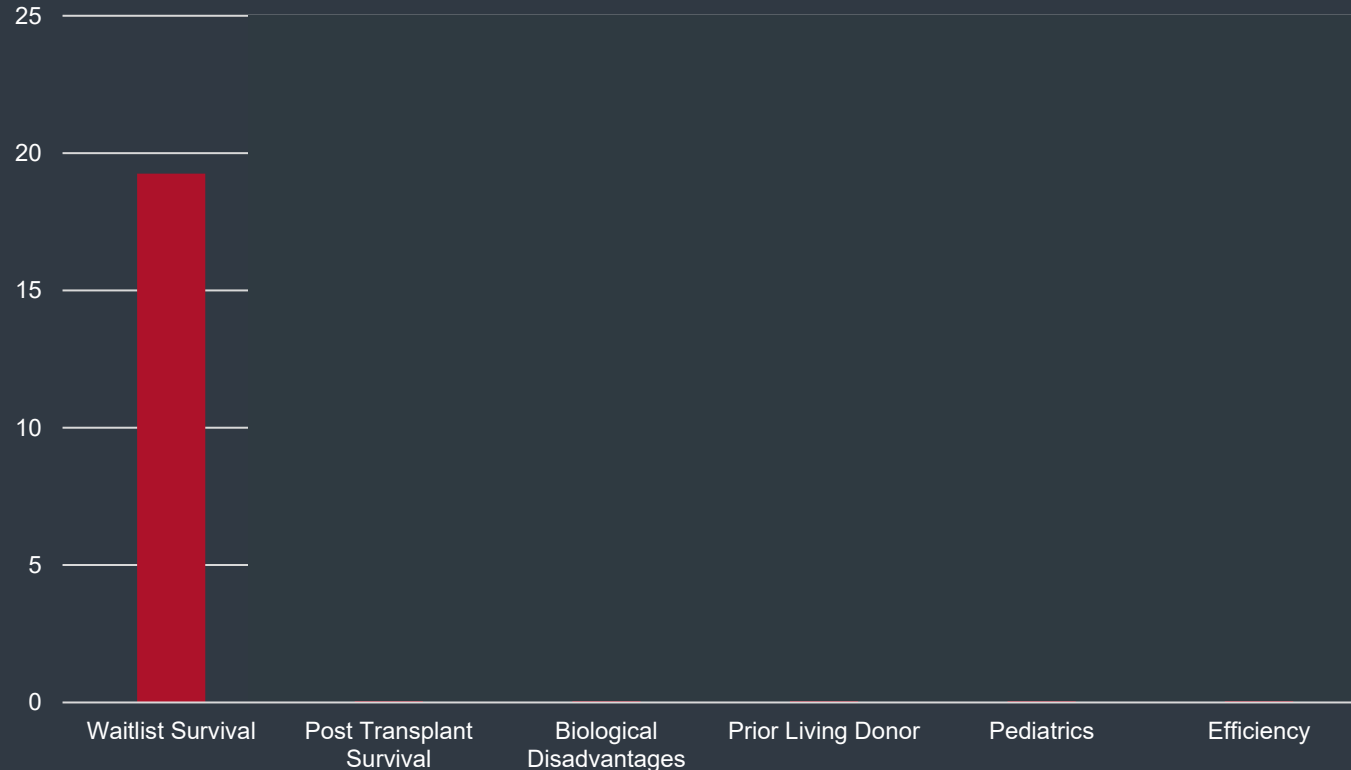 25
20
15
10
5
0
Waitlist Survival
Post Transplant
Survival
Biological
Disadvantages
Prior Living Donor
Pediatrics
Efficiency